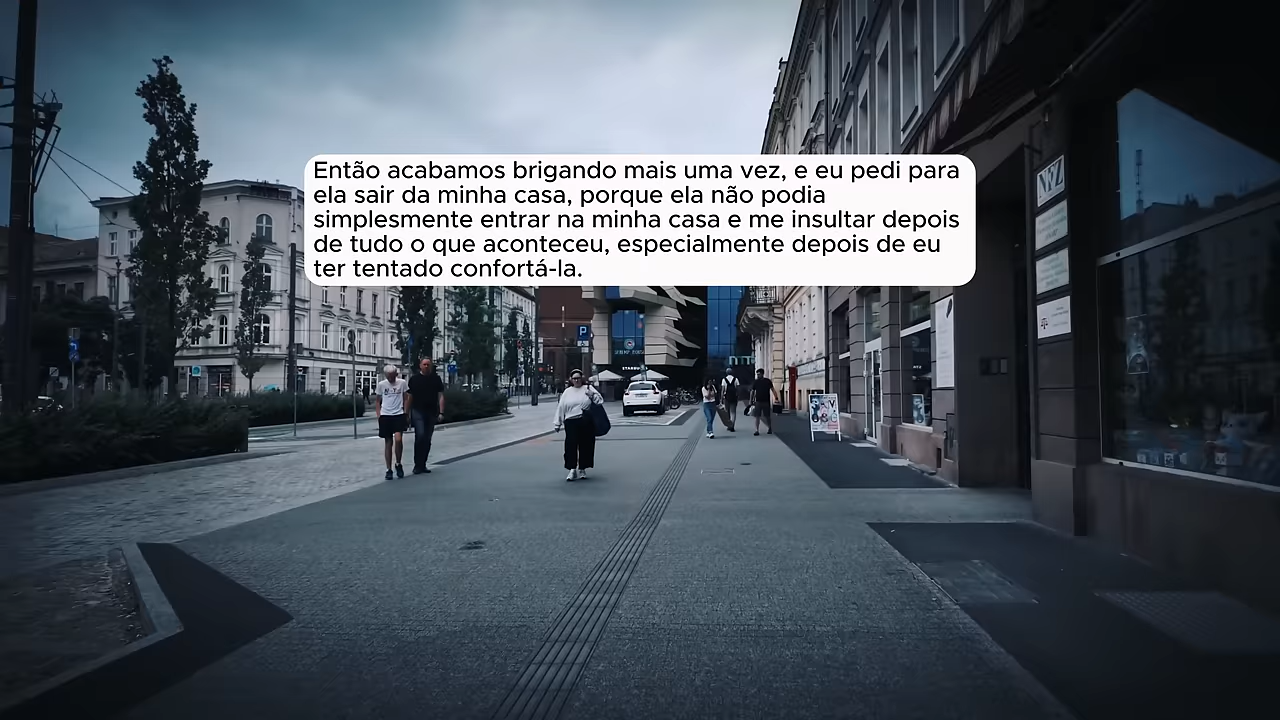 Então acabamos brigando mais uma vez, e eu pedi para
ela sair da minha casa, porque ela não podia
simplesmente entrar na minha casa e me insultar depois
de tudo o que aconteceu, especialmente depois de eu
ter tentado confortá-la.
NFZ
P